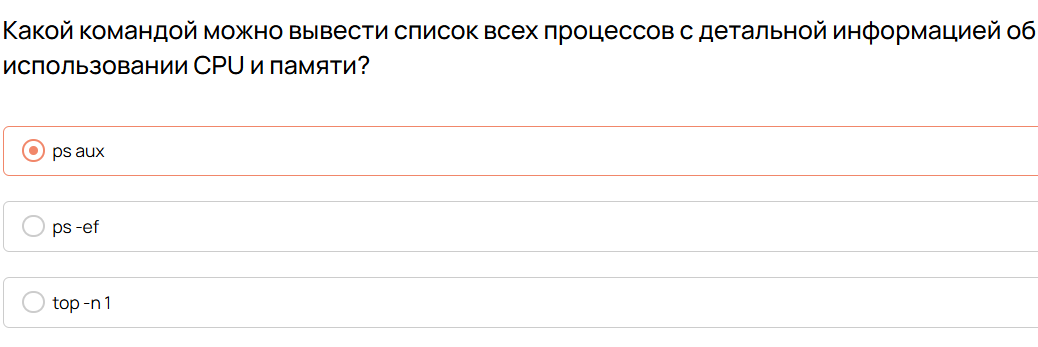 Какой командой можно вывести список всех процессов с детальной информацией об
использовании CPU и памяти?
ps aux
ps -ef
top -n 1